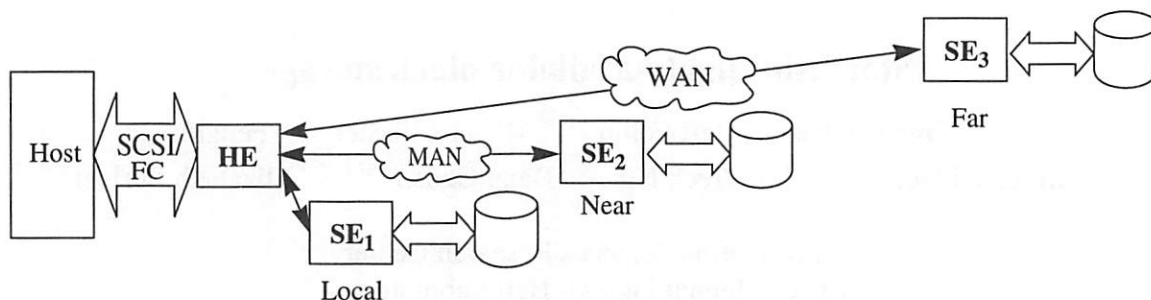 SE3
WAN
Far
Host
SCSI/
FC
HE
MAN
SE2
Near
SE1
Local